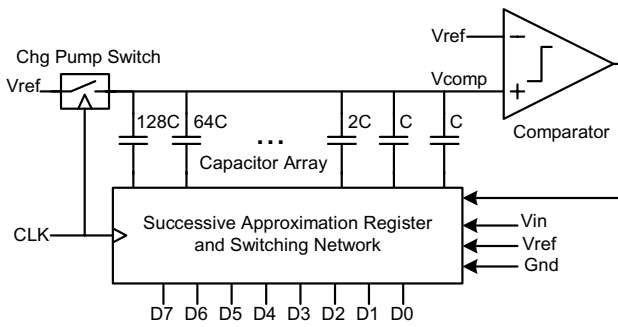 Chg Pump Switch
Vref
Vref
Vcomp
−
+
Comparator
128C
64C
...
2C
C
C
Capacitor Array
Successive Approximation Register
and Switching Network
CLK
Vin
Vref
Gnd
D7 D6 D5 D4 D3 D2 D1 D0